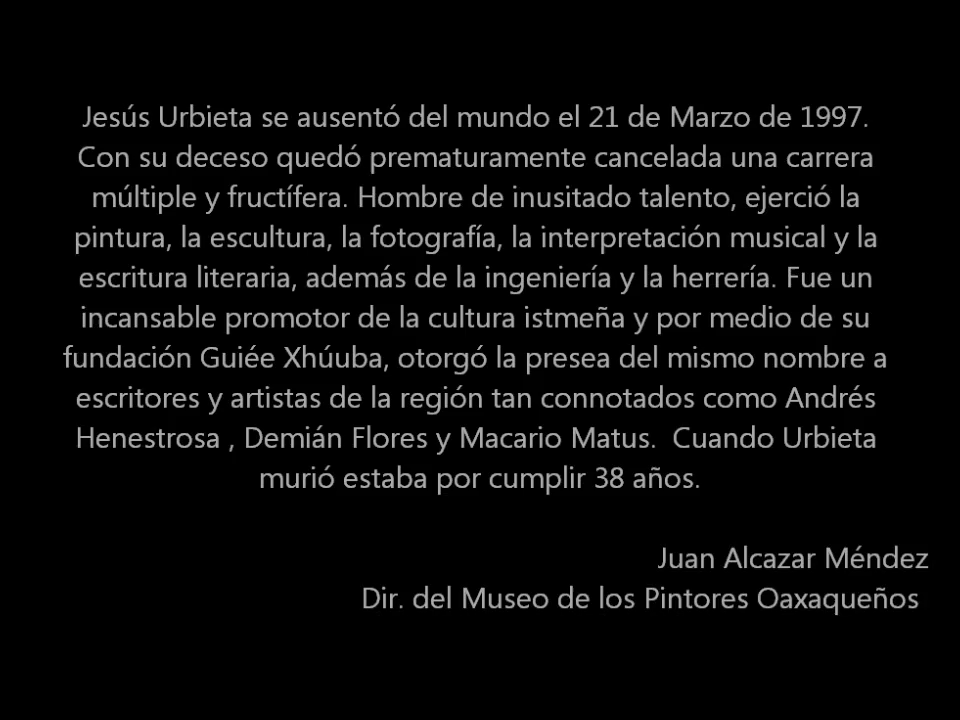 Jesús Urbieta se ausentó del mundo el 21 de Marzo de 1997.
Con su deceso quedó prematuramente cancelada una carrera
múltiple y fructífera. Hombre de inusitado talento, ejerció la
pintura, la escultura, la fotografía, la interpretación musical y la
escritura literaria, además de la ingeniería y la herrería. Fue un
incansable promotor de la cultura istmeña y por medio de su
fundación Guiée Xhúuba, otorgó la presea del mismo nombre a
escritores y artistas de la región tan connotados como Andrés
Henestrosa , Demián Flores y Macario Matus.  Cuando Urbieta
murió estaba por cumplir 38 años.
Juan Alcazar Méndez
Dir. del Museo de los Pintores Oaxaqueños